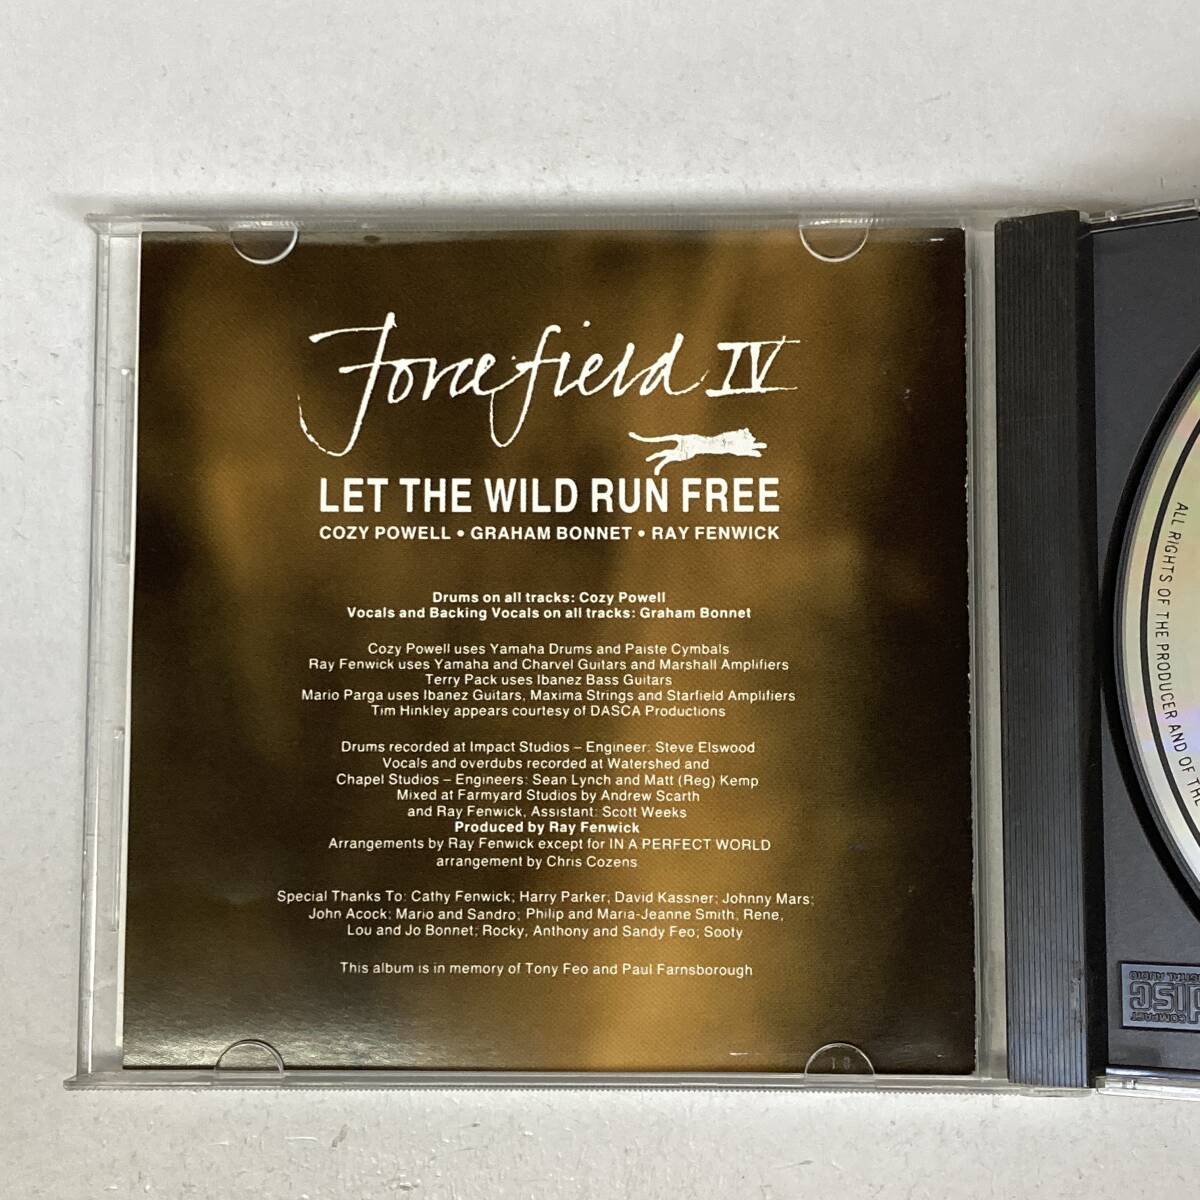 Forcefield IV
LET THE WILD RUN FREE
COZY POWELL • GRAHAM BONNET • RAY FENWICK
Drums on all tracks: Cozy Powell
Vocals and Backing Vocals on all tracks: Graham Bonnet
Cozy Powell uses Yamaha Drums and Paiste Cymbals
Ray Fenwick uses Yamaha and Charvel Guitars and Marshall Amplifiers
Terry Pack uses Ibanez Bass Guitars
Mario Parga uses Ibanez Guitars, Maxima Strings and Starfield Amplifiers
Tim Hinkley appears courtesy of DASCA Productions
Drums recorded at Impact Studios – Engineer: Steve Elswood
Vocals and overdubs recorded at Watershed and
Chapel Studios – Engineers: Sean Lynch and Matt (Reg) Kemp
Mixed at Farmyard Studios by Andrew Scarth
and Ray Fenwick, Assistant: Scott Weeks
Produced by Ray Fenwick
Arrangements by Ray Fenwick except for IN A PERFECT WORLD
arrangement by Chris Cozens
Special Thanks To: Cathy Fenwick; Harry Parker; David Kassner; Johnny Mars;
John Acock; Mario and Sandro; Philip and Maria-Jeanne Smith; Rene,
Lou and Jo Bonnet; Rocky, Anthony and Sandy Feo; Sooty
This album is in memory of Tony Feo and Paul Farnsborough
ALL RIGHTS OF THE PRODUCER AND OF THE
COMPACT
DISC
DIGITAL AUDIO